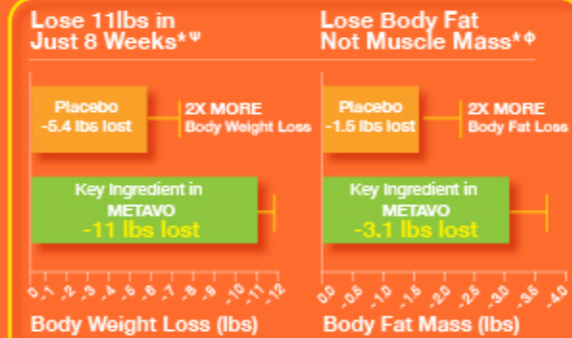 Lose 11lbs in
Just 8 Weeks*Ψ
Placebo
-5.4 lbs lost
2X MORE
Body Weight Loss
Key Ingredient in
METAVO
-11 lbs lost
0 -1 -2 -3 -4 -5 -6 -7 -8 -9 -10 -11 -12
Body Weight Loss (lbs)
Lose Body Fat
Not Muscle Mass*Φ
Placebo
-1.5 lbs lost
2X MORE
Body Fat Loss
Key Ingredient in
METAVO
-3.1 lbs lost
0.0 -0.5 -1.0 -1.5 -2.0 -2.5 -3.0 -3.5 -4.0
Body Fat Mass (lbs)